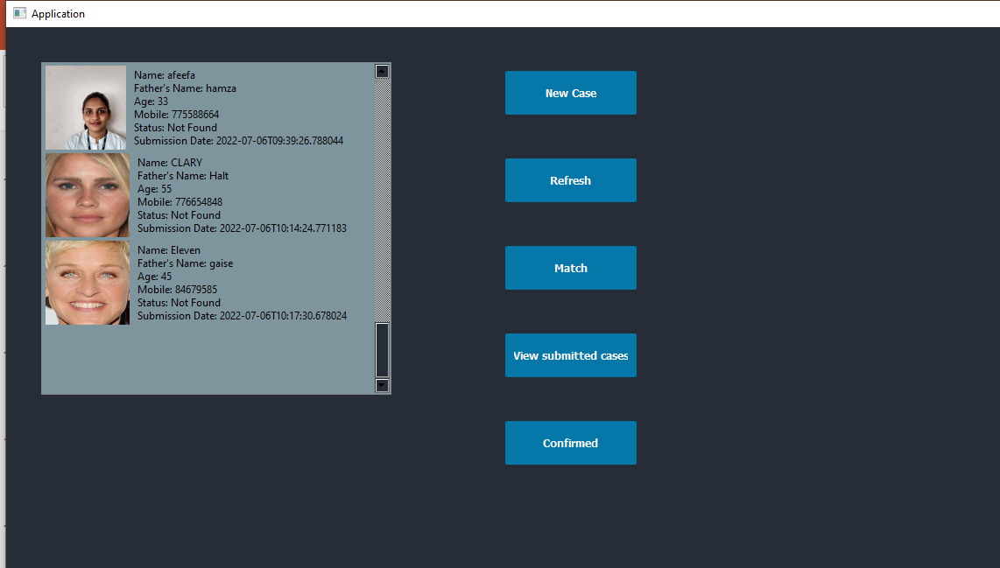 Application
Name: afeefa
Father's Name: hamza
Age: 33
Mobile: 775588664
Status: Not Found
Submission Date: 2022-07-06T09:39:26.788044
Name: CLARY
Father's Name: Halt
Age: 55
Mobile: 776654848
Status: Not Found
Submission Date: 2022-07-06T10:14:24.771183
Name: Eleven
Father's Name: gaise
Age: 45
Mobile: 84679585
Status: Not Found
Submission Date: 2022-07-06T10:17:30.678024
New Case
Refresh
Match
View submitted cases
Confirmed